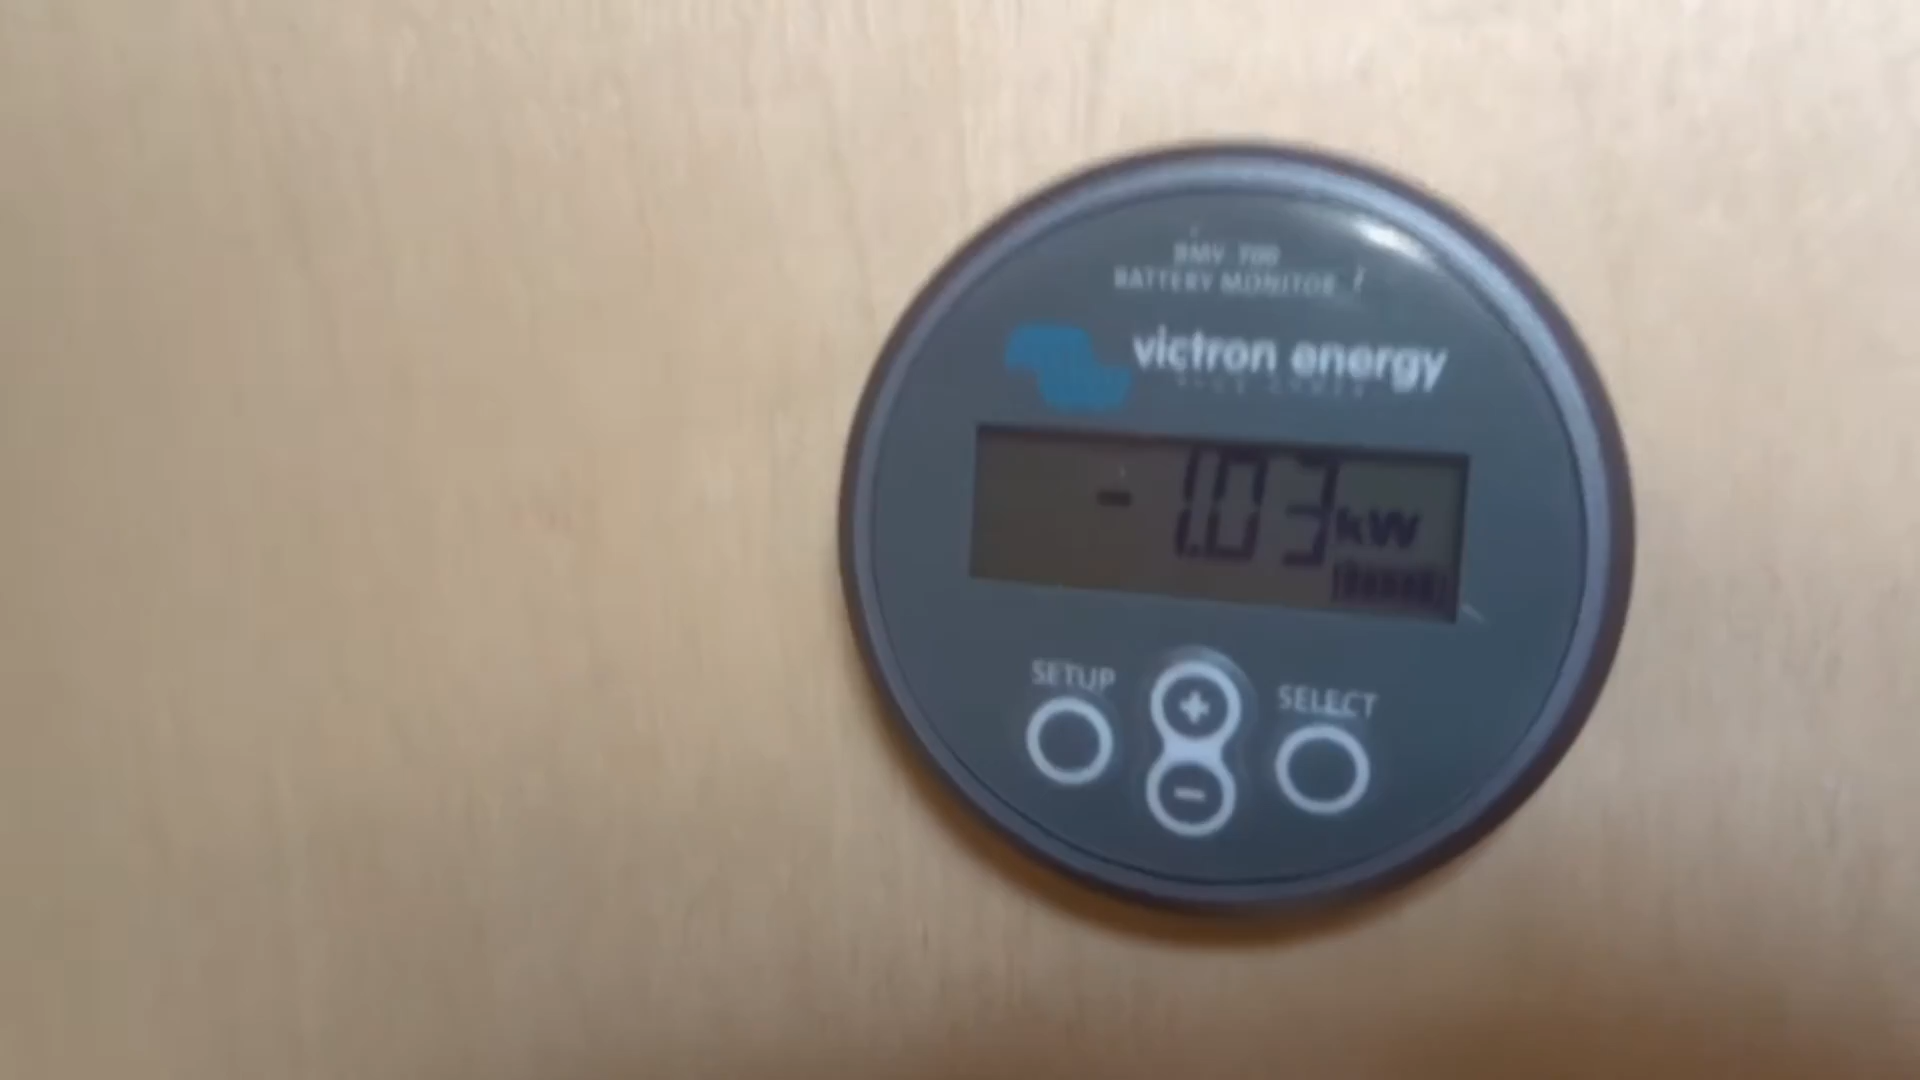 BMV 700
BATTERY MONITOR
victron energy
-1.03 kW
SETUP
+
SELECT
-